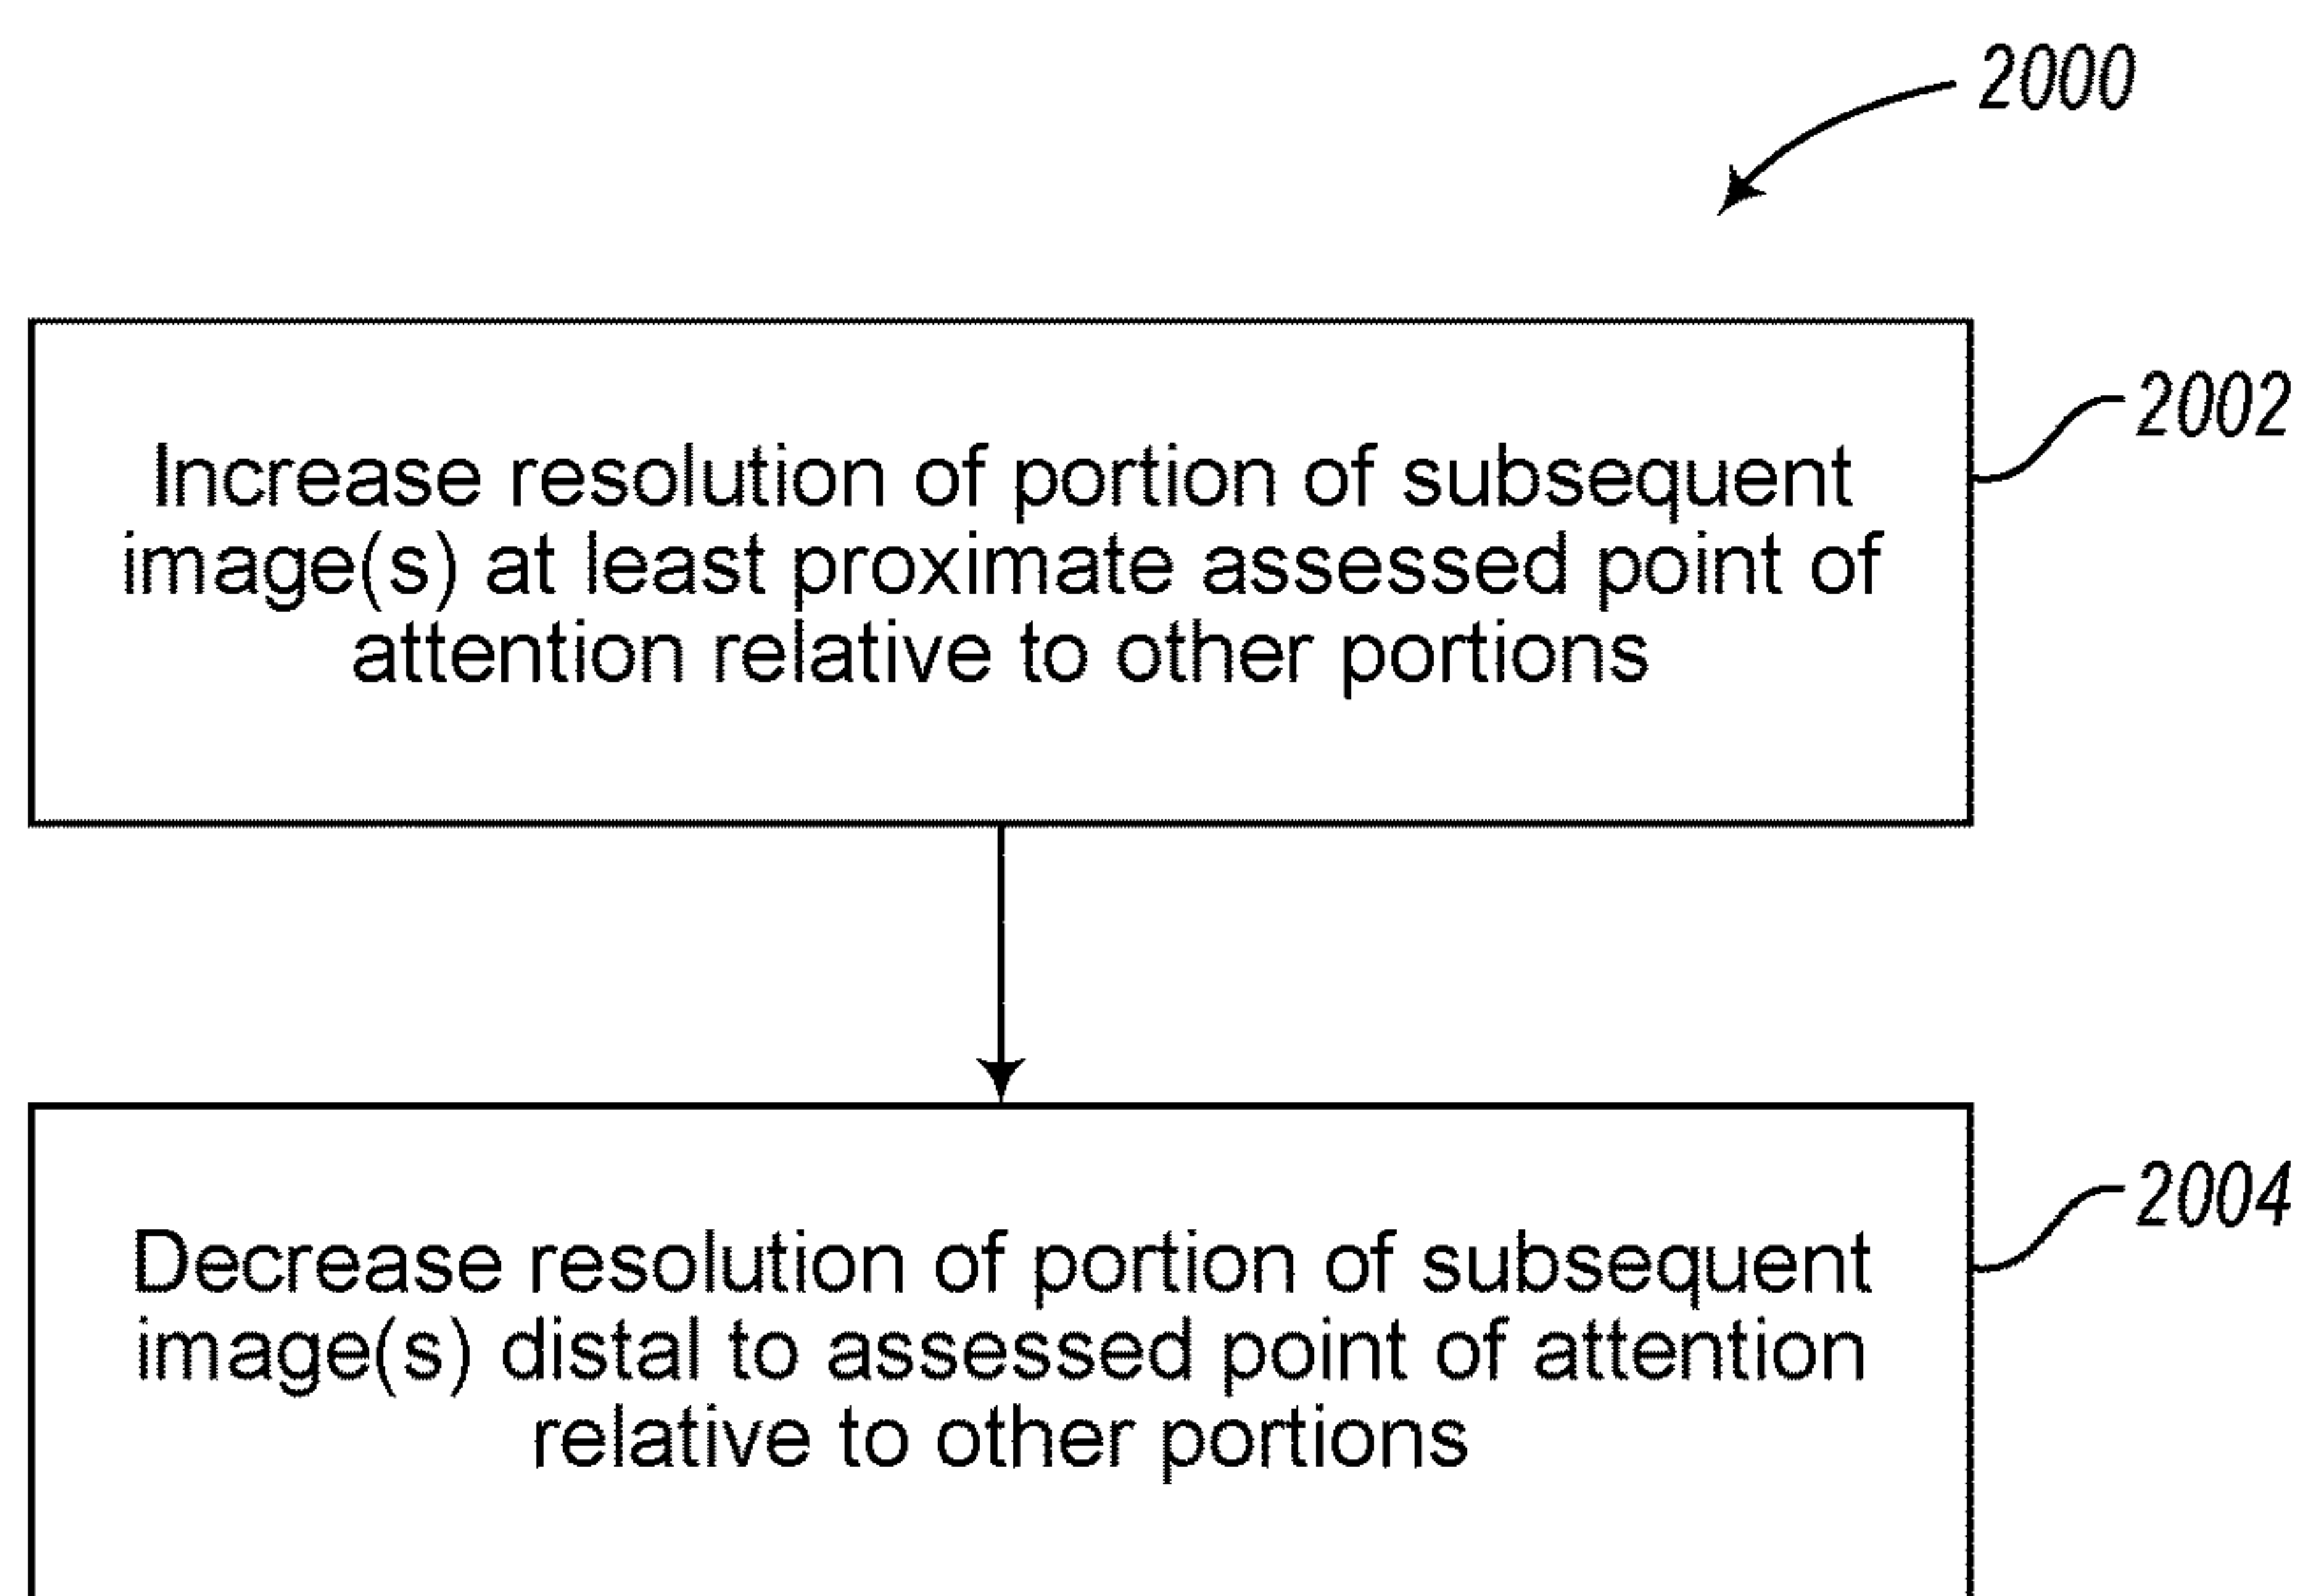 2000
2002
Increase resolution of portion of subsequent
image(s) at least proximate assessed point of
attention relative to other portions
2004
Decrease resolution of portion of subsequent
image(s) distal to assessed point of attention
relative to other portions